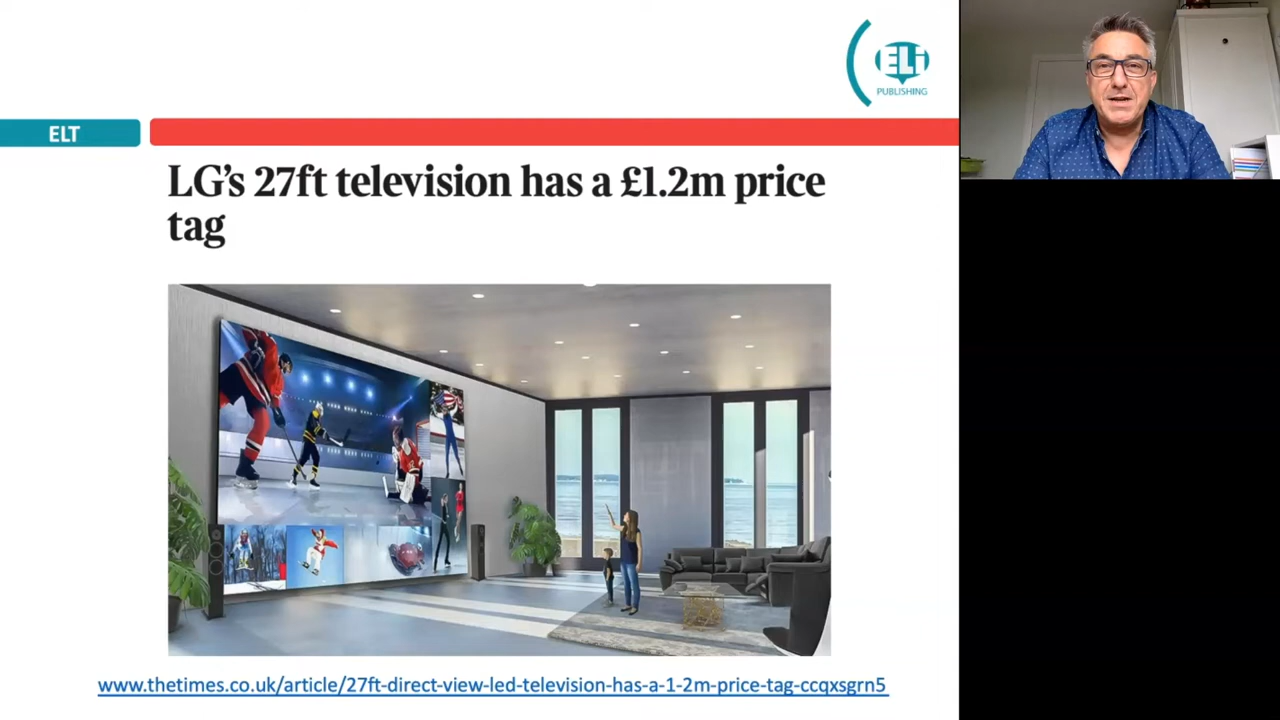 ELi
PUBLISHING
ELT
LG's 27ft television has a £1.2m price
tag
www.thetimes.co.uk/article/27ft-direct-view-led-television-has-a-1-2m-price-tag-ccqxsgrn5